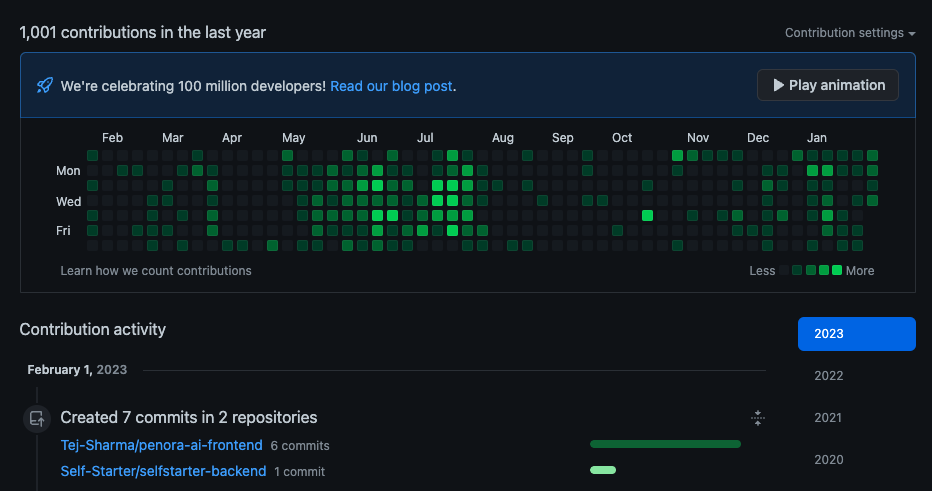 1,001 contributions in the last year
Contribution settings
We're celebrating 100 million developers! Read our blog post.
Play animation
Feb Mar Apr May Jun Jul Aug Sep Oct Nov Dec Jan
Mon
Wed
Fri
Learn how we count contributions
Less More
Contribution activity
2023
February 1, 2023
2022
Created 7 commits in 2 repositories
2021
Tej-Sharma/penora-ai-frontend 6 commits
2020
Self-Starter/selfstarter-backend 1 commit